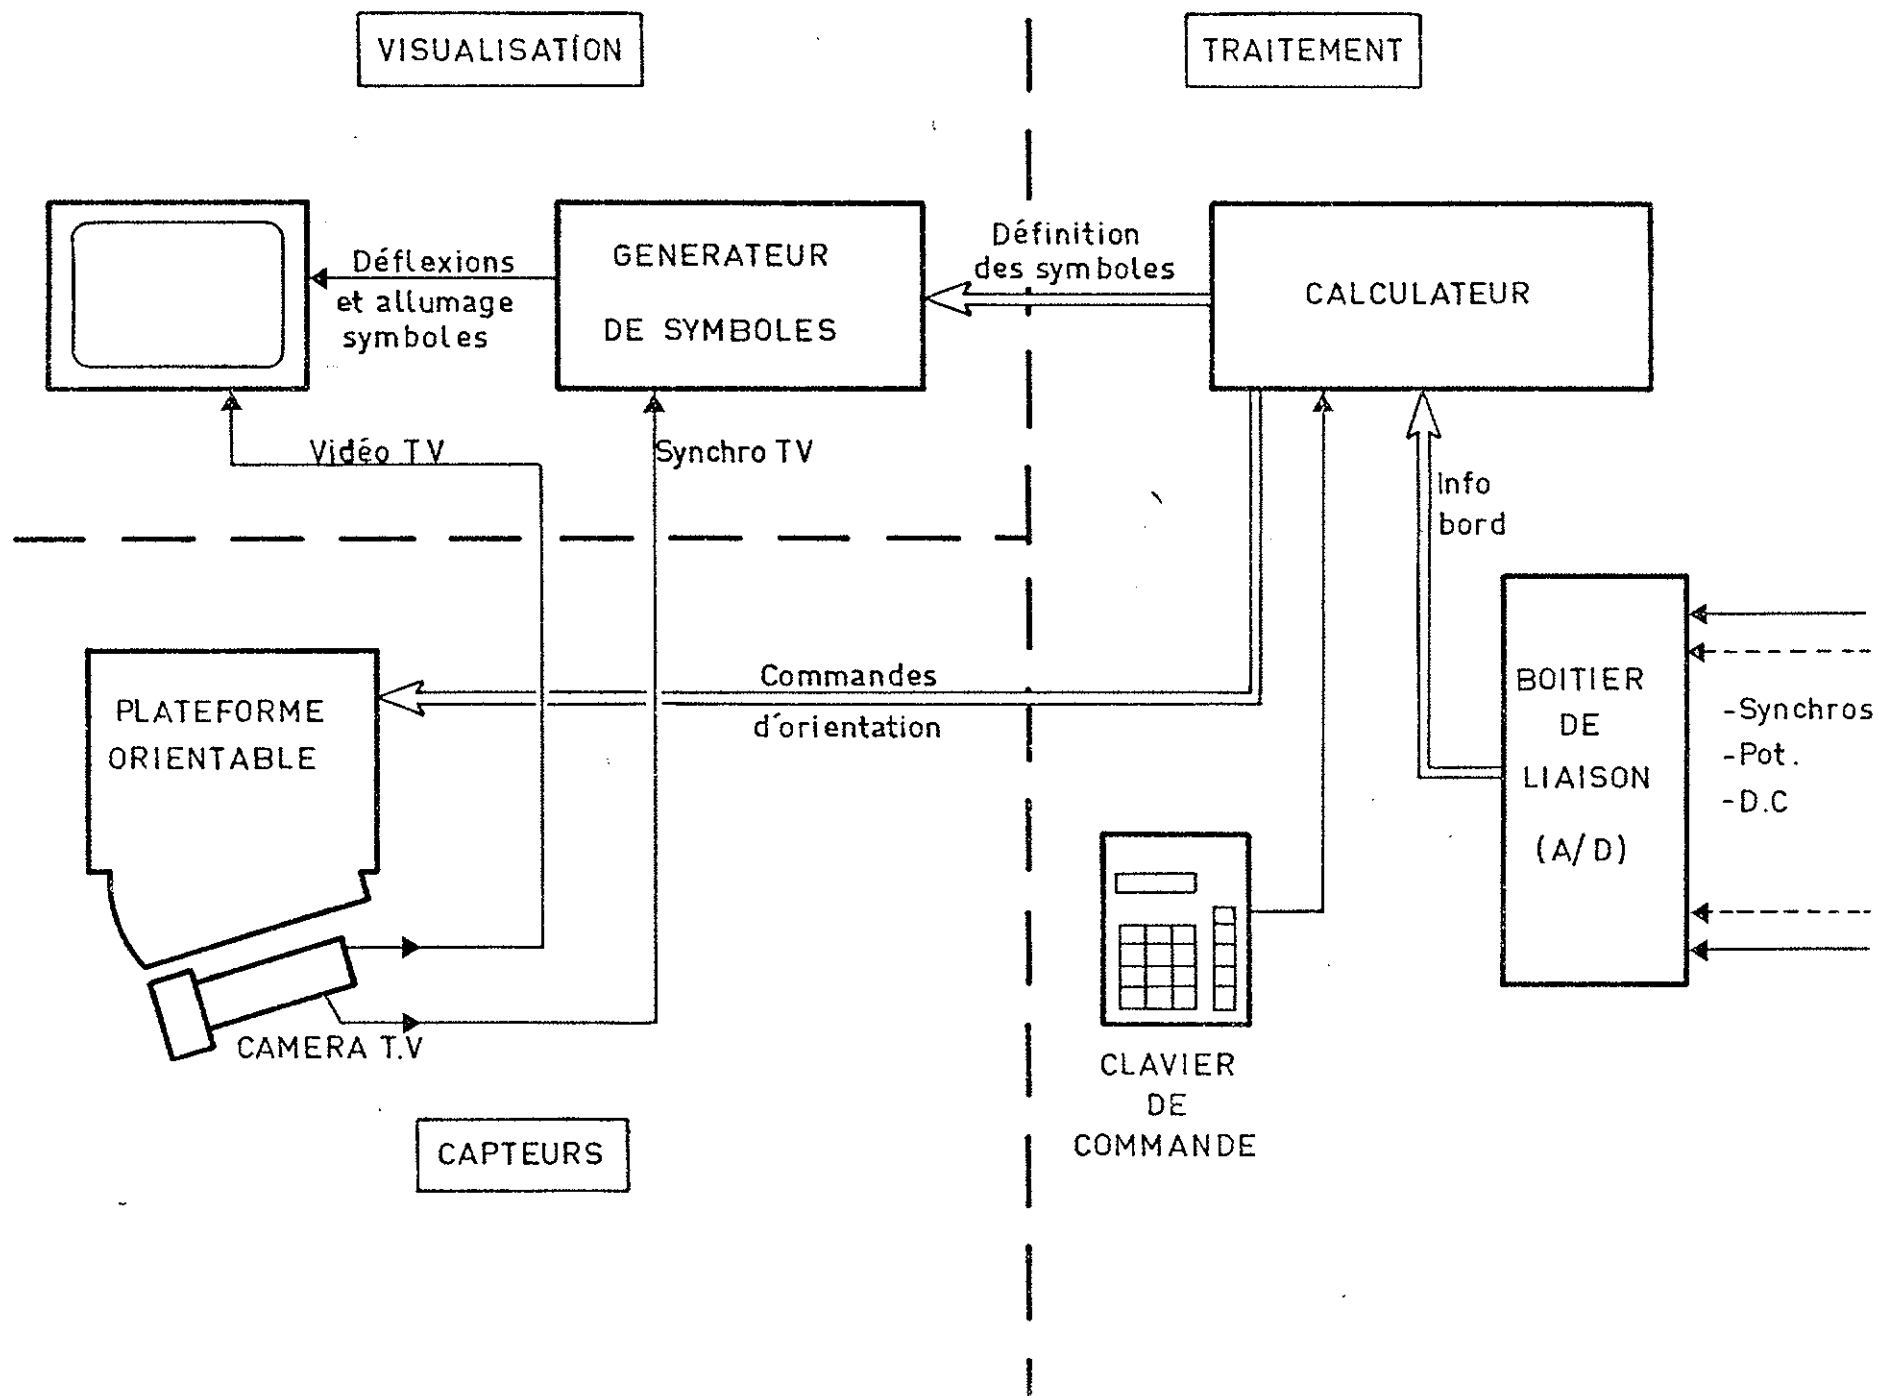 VISUALISATION
TRAITEMENT
Déflexions
et allumage
symboles
GENERATEUR
DE SYMBOLES
Définition
des symboles
CALCULATEUR
Vidéo TV
Synchro TV
Info
bord
PLATEFORME
ORIENTABLE
Commandes
d'orientation
BOITIER
DE
LIAISON
(A/D)
-Synchros
-Pot.
-D.C
CAMERA T.V
CLAVIER
DE
COMMANDE
CAPTEURS